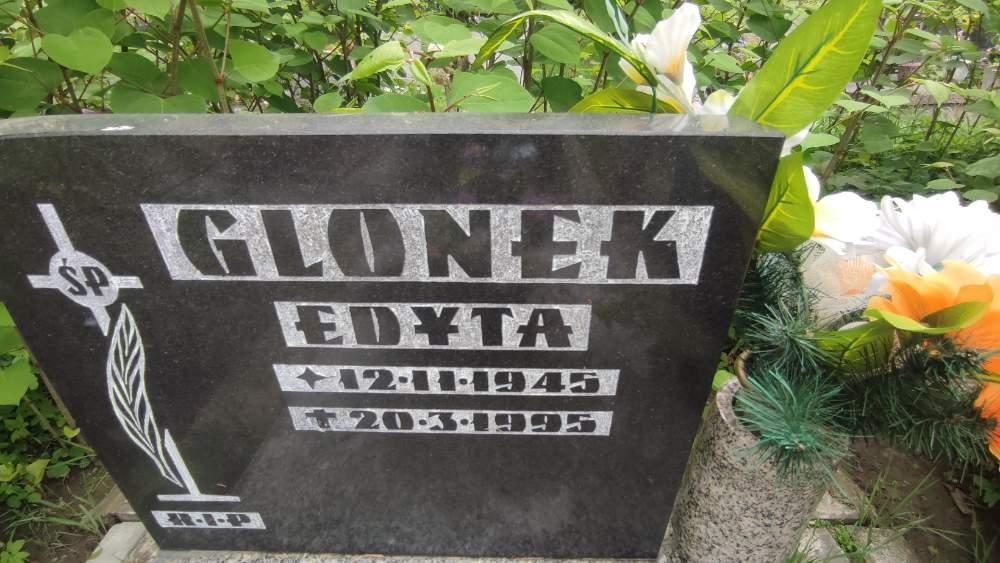 ŚP
GLONEK
EDYTA
12·11·1945
✝ 20·3·1995
R·I·P